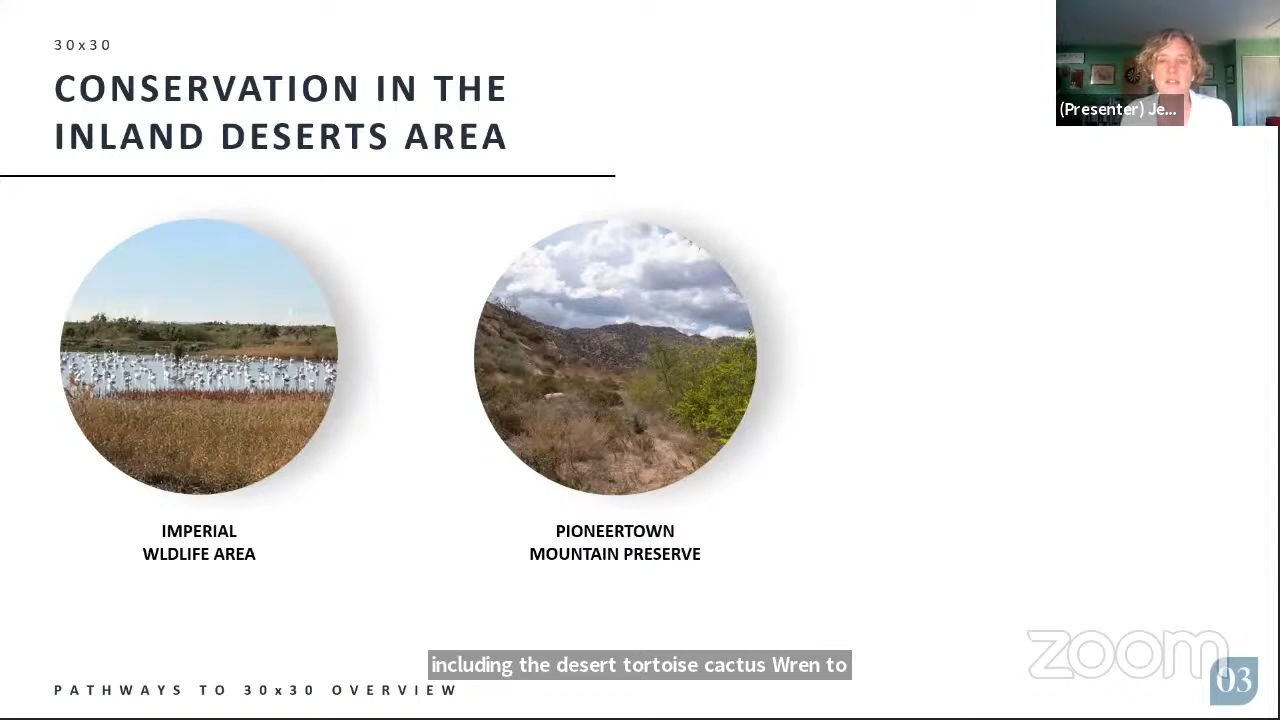 30x30
CONSERVATION IN THE
INLAND DESERTS AREA
(Presenter) Je...
IMPERIAL
WLDLIFE AREA
PIONEERTOWN
MOUNTAIN PRESERVE
including the desert tortoise cactus Wren to
zoom
PATHWAYS TO 30x30 OVERVIEW
03